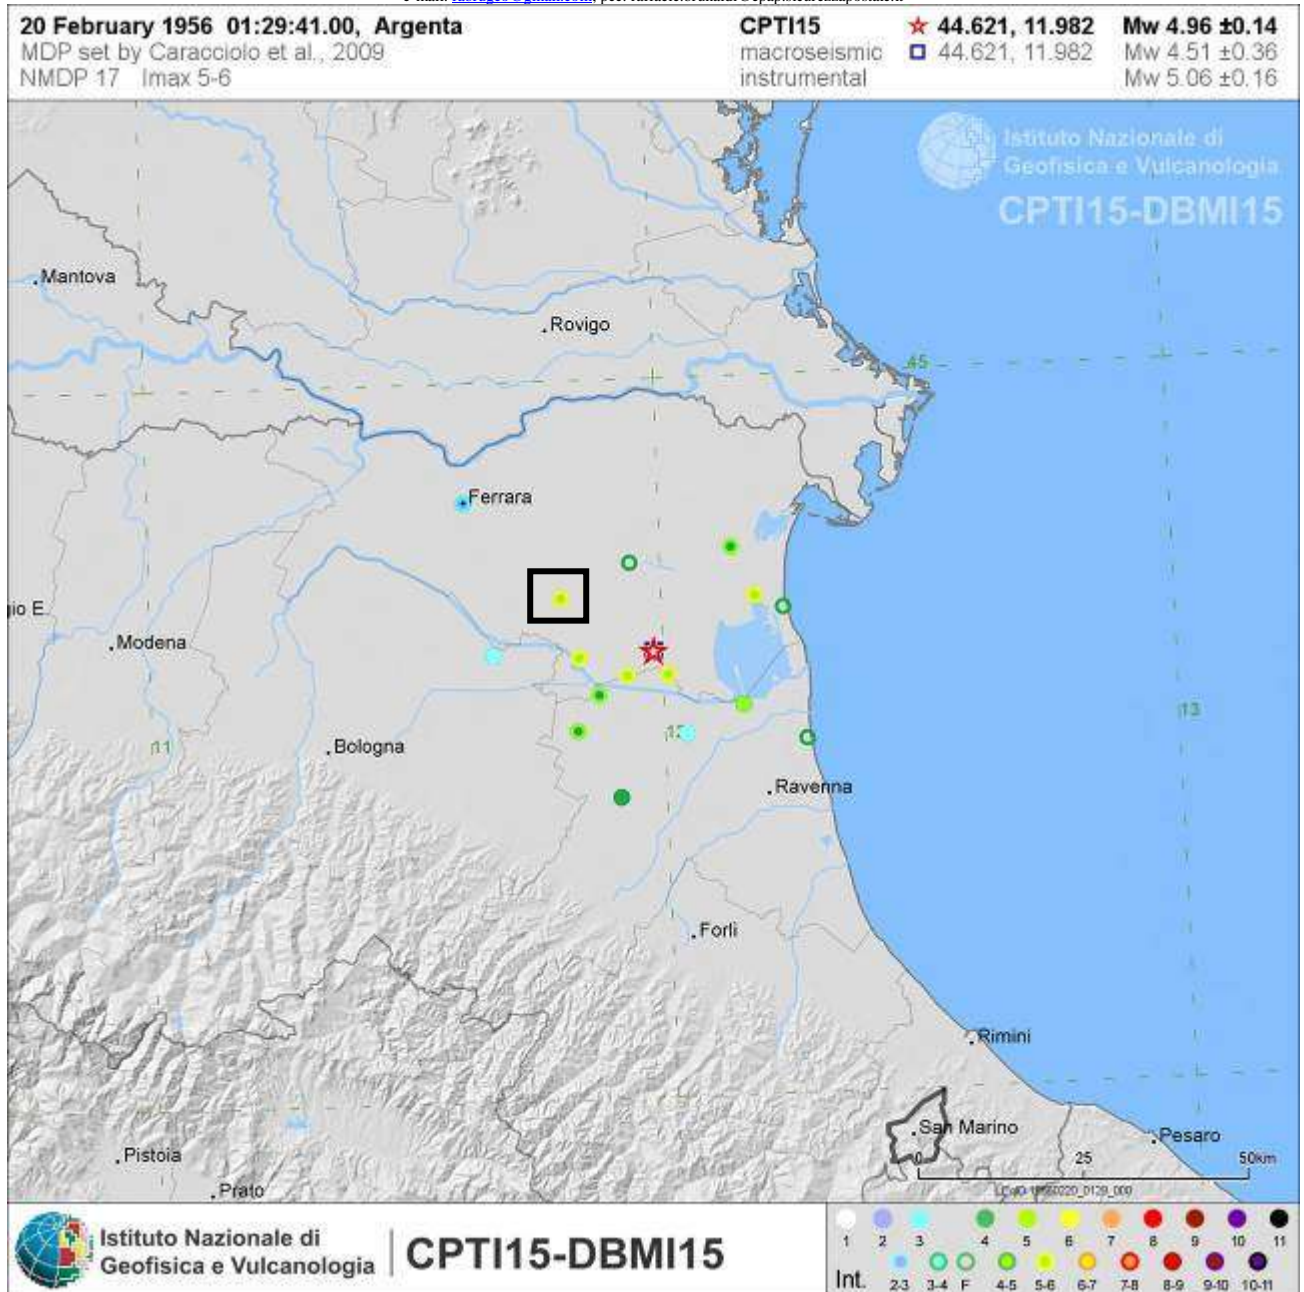 20 February 1956 01:29:41.00, Argenta
MDP set by Caracciolo et al., 2009
NMDP 17 Imax 5-6
CPTI15 44.621, 11.982 Mw 4.96 ±0.14
macroseismic 44.621, 11.982 Mw 4.51 ±0.36
instrumental Mw 5.06 ±0.16
Istituto Nazionale di
Geofisica e Vulcanologia
CPTI15-DBMI15
Mantova
Rovigo
45
Ferrara
gio E.
Modena
13
12
11
Bologna
Ravenna
Forlì
Rimini
San Marino
Pesaro
Pistoia
0 25 50km
Prato
Istituto Nazionale di
Geofisica e Vulcanologia
CPTI15-DBMI15
1 2 3 4 5 6 7 8 9 10 11
Int. 2-3 3-4 F 4-5 5-6 6-7 7-8 8-9 9-10 10-11